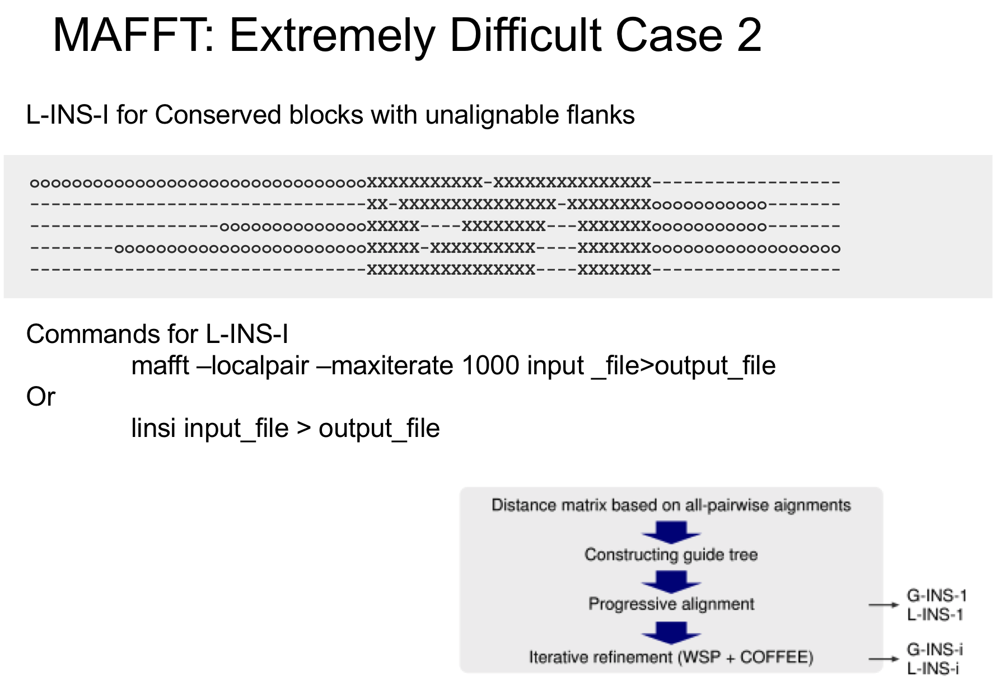 MAFFT: Extremely Difficult Case 2
L-INS-I for Conserved blocks with unalignable flanks
ooooooooooooooooooooooooooooooooXXXXXXXXXXX-XXXXXXXXXXXXXXX------------------
--------------------------------XX-XXXXXXXXXXXXXXX-XXXXXXXXooooooooooo-------
------------------ooooooooooooooXXXXX----XXXXXXXX---XXXXXXXooooooooooo-------
--------ooooooooooooooooooooooooXXXXX-XXXXXXXXXX----XXXXXXXoooooooooooooooooo
--------------------------------XXXXXXXXXXXXXXXX----XXXXXXX------------------
Commands for L-INS-I
mafft –localpair –maxiterate 1000 input _file>output_file
Or
linsi input_file > output_file
Distance matrix based on all-pairwise aignments
Constructing guide tree
Progressive alignment
G-INS-1
L-INS-1
Iterative refinement (WSP + COFFEE)
G-INS-i
L-INS-i